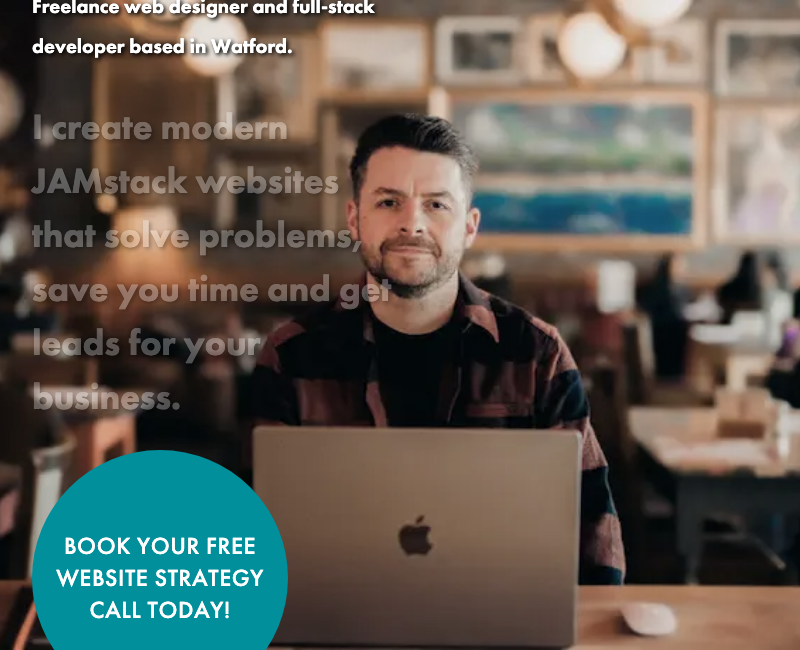 Freelance web designer and full-stack
developer based in Watford.
I create modern
JAMstack websites
that solve problems,
save you time and get
leads for your
business.
BOOK YOUR FREE
WEBSITE STRATEGY
CALL TODAY!